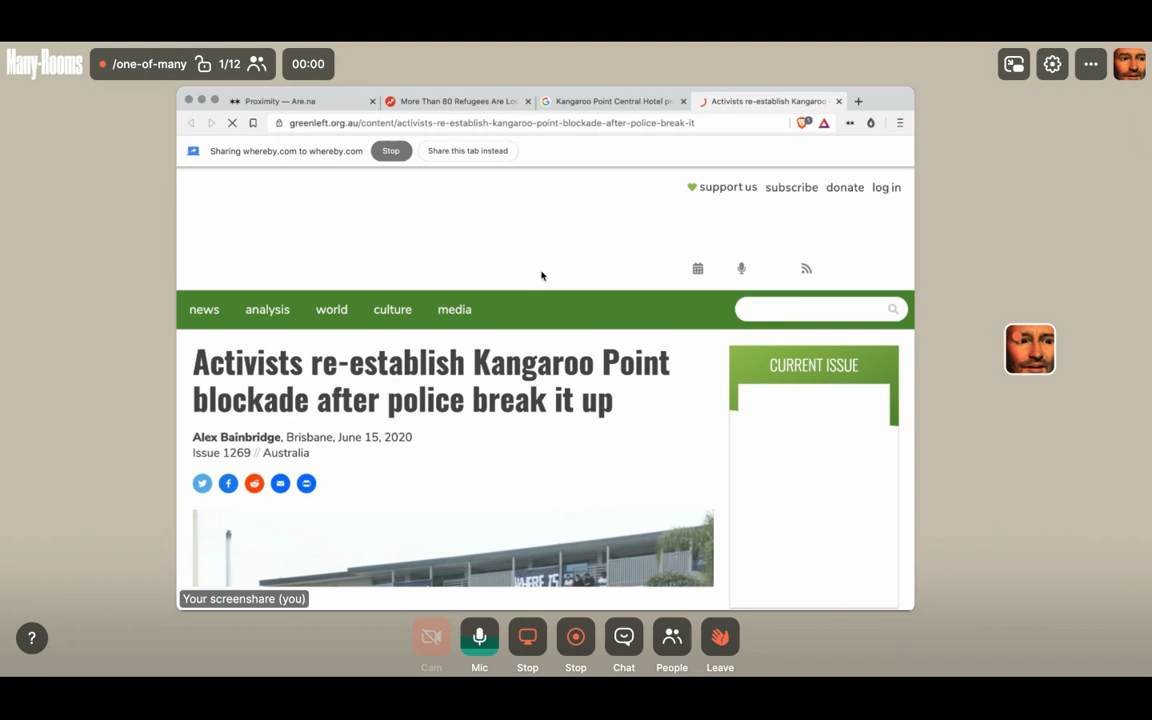 Many-Rooms
/one-of-many
1/12
00:00
Proximity — Are.na
More Than 80 Refugees Are Loc
Kangaroo Point Central Hotel pr
Activists re-establish Kangaroo
greenleft.org.au/content/activists-re-establish-kangaroo-point-blockade-after-police-break-it
Sharing whereby.com to whereby.com
Stop
Share this tab instead
support us
subscribe
donate
log in
news
analysis
world
culture
media
Activists re-establish Kangaroo Point
blockade after police break it up
CURRENT ISSUE
Alex Bainbridge, Brisbane, June 15, 2020
Issue 1269 // Australia
WHERE IS
Your screenshare (you)
?
Cam
Mic
Stop
Stop
Chat
People
Leave